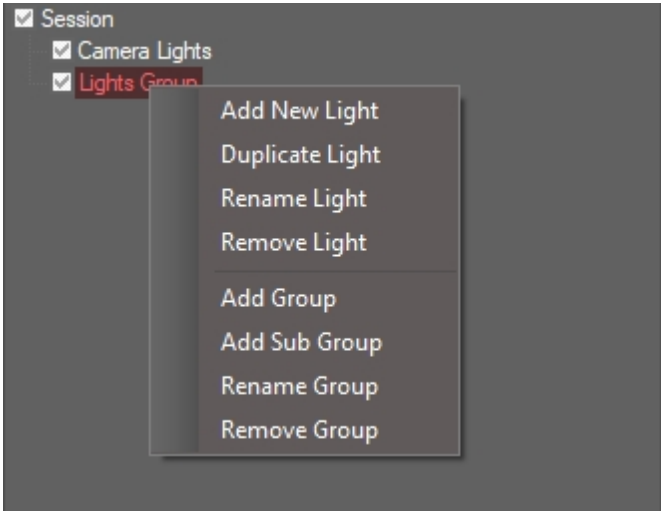 Session
Camera Lights
Lights Group
Add New Light
Duplicate Light
Rename Light
Remove Light
Add Group
Add Sub Group
Rename Group
Remove Group